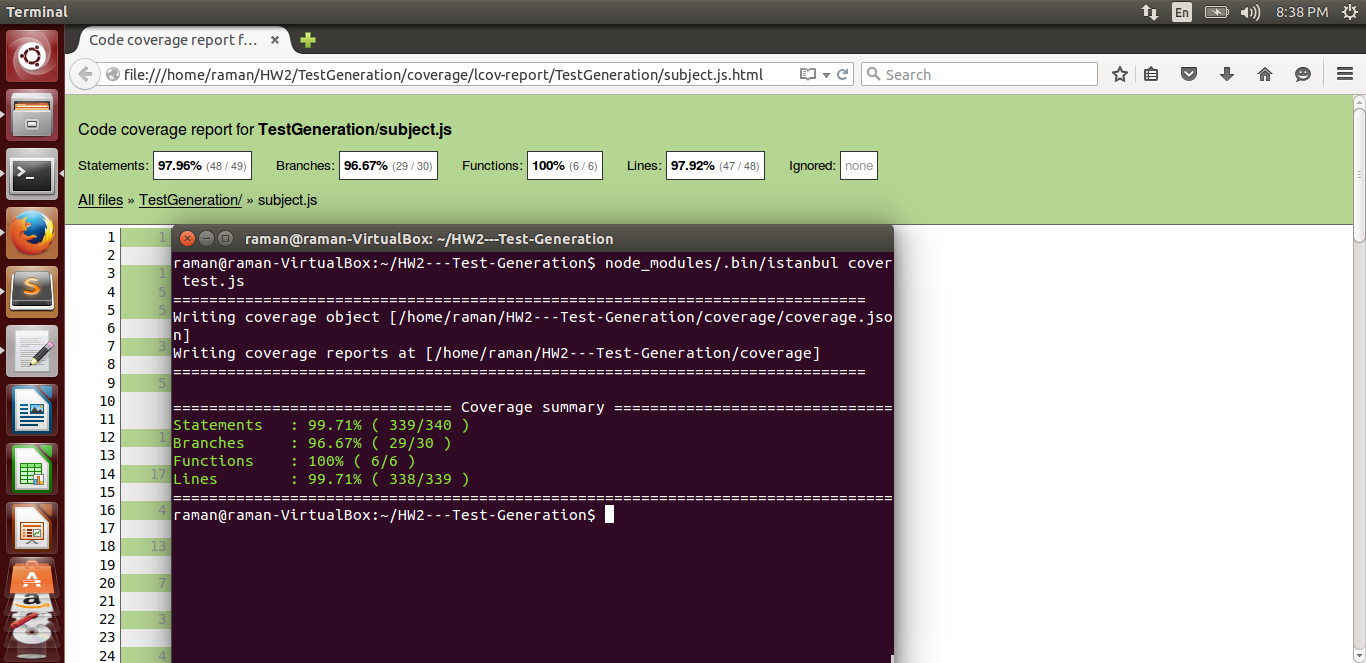 Terminal
En
8:38 PM
Code coverage report f...
file:///home/raman/HW2/TestGeneration/coverage/lcov-report/TestGeneration/subject.js.html
Search
Code coverage report for TestGeneration/subject.js
Statements: 97.96% (48 / 49) Branches: 96.67% (29 / 30) Functions: 100% (6 / 6) Lines: 97.92% (47 / 48) Ignored: none
All files » TestGeneration/ » subject.js
1 1
2
3 1
4 5
5 5
6
7 3
8
9 5
10
11
12 1
13
14 17
15
16 4
17
18 13
19
20 7
21
22 3
23
24 4
raman@raman-VirtualBox: ~/HW2---Test-Generation
raman@raman-VirtualBox:~/HW2---Test-Generation$ node_modules/.bin/istanbul cover
 test.js
=============================================================================
Writing coverage object [/home/raman/HW2---Test-Generation/coverage/coverage.jso
n]
Writing coverage reports at [/home/raman/HW2---Test-Generation/coverage]
=============================================================================
=============================== Coverage summary ===============================
Statements   : 99.71% ( 339/340 )
Branches     : 96.67% ( 29/30 )
Functions    : 100% ( 6/6 )
Lines        : 99.71% ( 338/339 )
================================================================================
raman@raman-VirtualBox:~/HW2---Test-Generation$